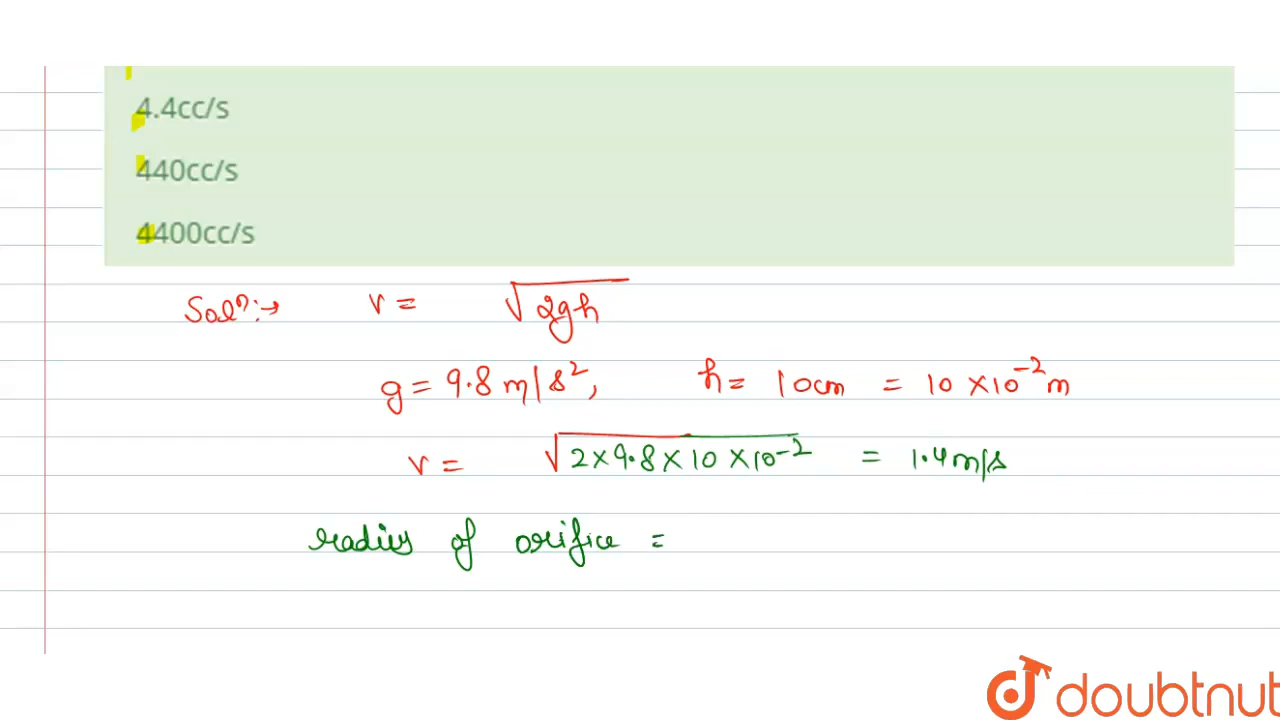 4.4cc/s
440cc/s
4400cc/s
Solⁿ:→ v = √2gh
g = 9.8 m/s², h = 10cm = 10 × 10⁻² m
v = √2×9.8×10×10⁻² = 1.4m/s
radius of orifice =
doubtnut